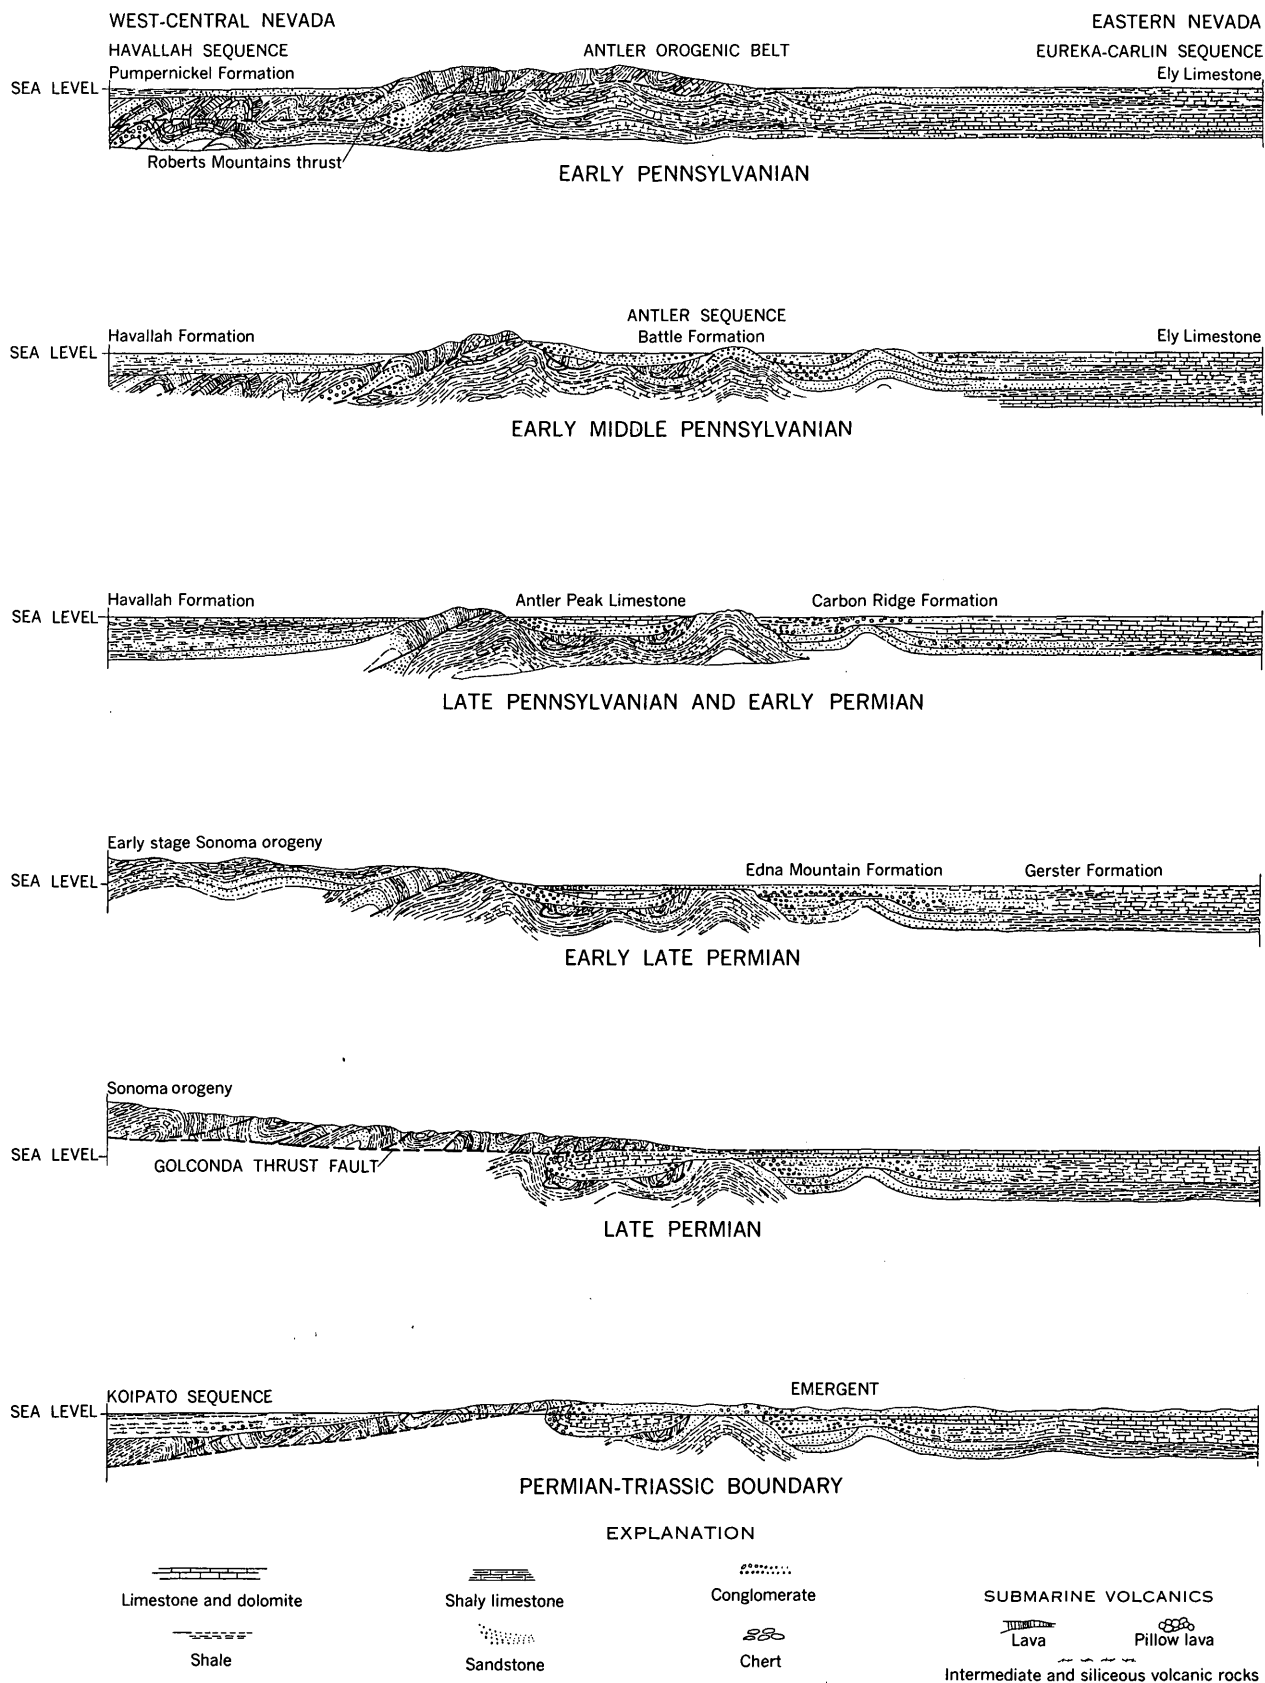 WEST-CENTRAL NEVADA
EASTERN NEVADA
HAVALLAH SEQUENCE
ANTLER OROGENIC BELT
EUREKA-CARLIN SEQUENCE
Pumpernickel Formation
Ely Limestone
SEA LEVEL
Roberts Mountains thrust
EARLY PENNSYLVANIAN
ANTLER SEQUENCE
Havallah Formation
Battle Formation
Ely Limestone
SEA LEVEL
EARLY MIDDLE PENNSYLVANIAN
Havallah Formation
Antler Peak Limestone
Carbon Ridge Formation
SEA LEVEL
LATE PENNSYLVANIAN AND EARLY PERMIAN
Early stage Sonoma orogeny
Edna Mountain Formation
Gerster Formation
SEA LEVEL
EARLY LATE PERMIAN
Sonoma orogeny
SEA LEVEL
GOLCONDA THRUST FAULT
LATE PERMIAN
KOIPATO SEQUENCE
EMERGENT
SEA LEVEL
PERMIAN-TRIASSIC BOUNDARY
EXPLANATION
Limestone and dolomite
Shaly limestone
Conglomerate
SUBMARINE VOLCANICS
Lava
Pillow lava
Shale
Sandstone
Chert
Intermediate and siliceous volcanic rocks